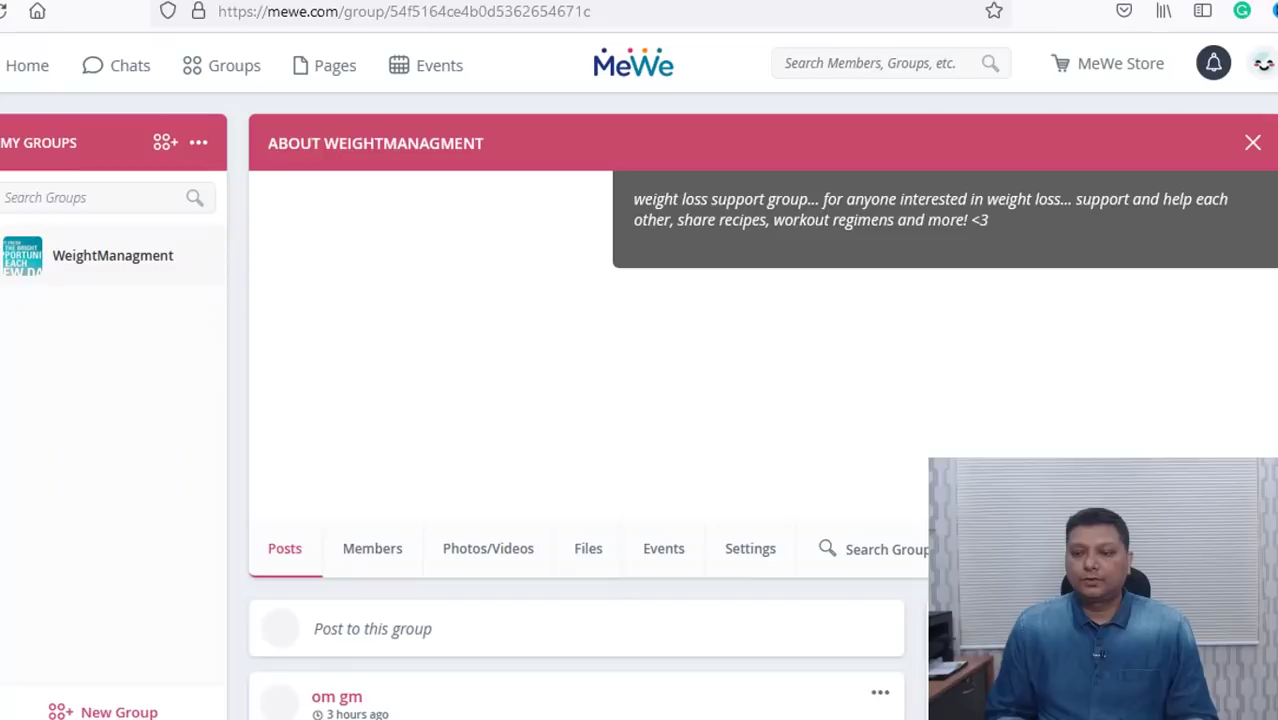 https://mewe.com/group/54f5164ce4b0d5362654671c
Home Chats Groups Pages Events MeWe Search Members, Groups, etc. MeWe Store
MY GROUPS
Search Groups
WeightManagment
New Group
ABOUT WEIGHTMANAGMENT
weight loss support group... for anyone interested in weight loss... support and help each
other, share recipes, workout regimens and more! <3
Posts Members Photos/Videos Files Events Settings Search Group
Post to this group
om gm
3 hours ago